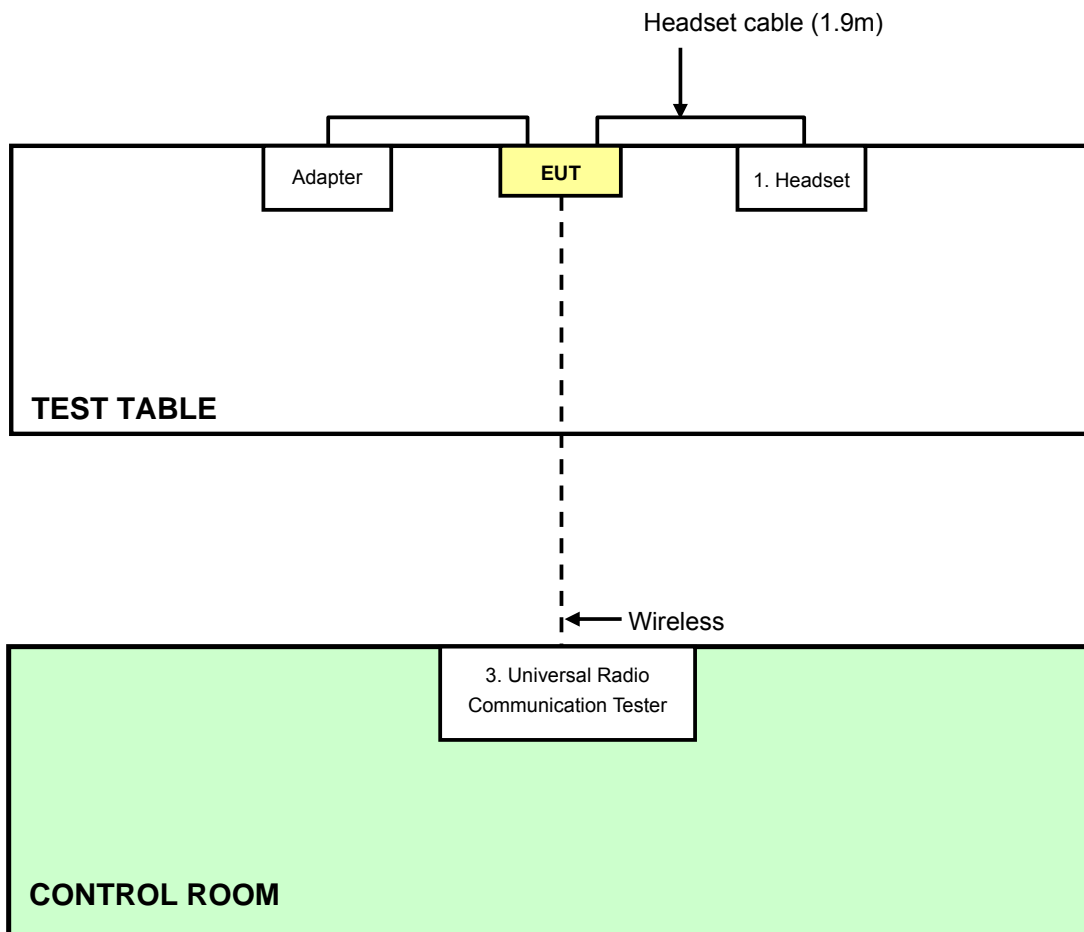 Headset cable (1.9m)
Adapter
EUT
1. Headset
TEST TABLE
Wireless
3. Universal Radio
Communication Tester
CONTROL ROOM